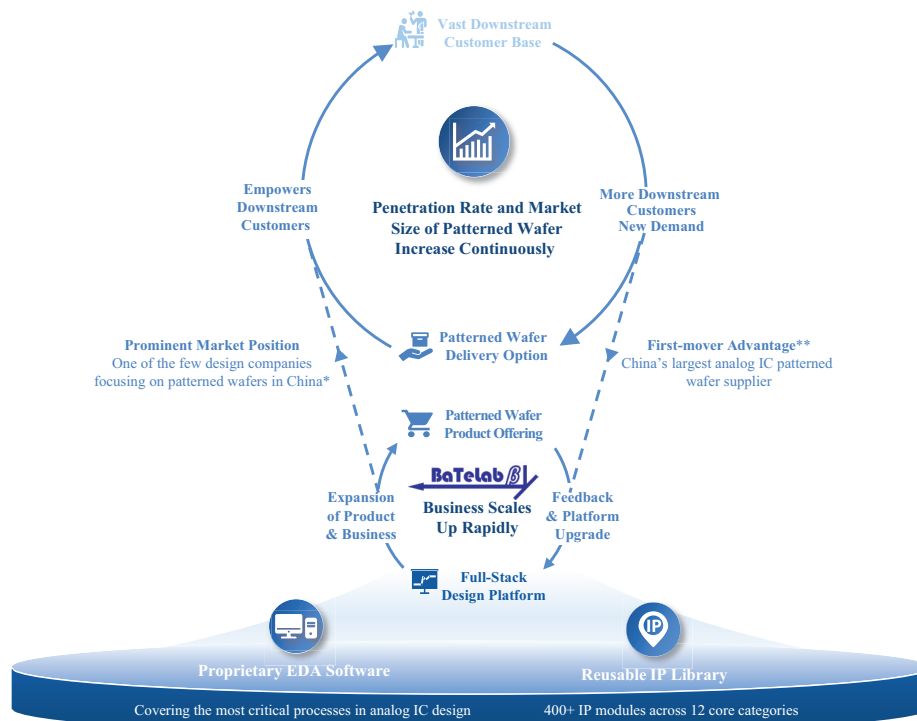 Vast Downstream
Customer Base
Empowers
Downstream
Customers
Penetration Rate and Market
Size of Patterned Wafer
Increase Continuously
More Downstream
Customers
New Demand
Prominent Market Position
One of the few design companies
focusing on patterned wafers in China*
Patterned Wafer
Delivery Option
First-mover Advantage**
China's largest analog IC patterned
wafer supplier
Patterned Wafer
Product Offering
BaTeLab β
Expansion
of Product
& Business
Business Scales
Up Rapidly
Feedback
& Platform
Upgrade
Full-Stack
Design Platform
IP
Proprietary EDA Software
Reusable IP Library
Covering the most critical processes in analog IC design
400+ IP modules across 12 core categories